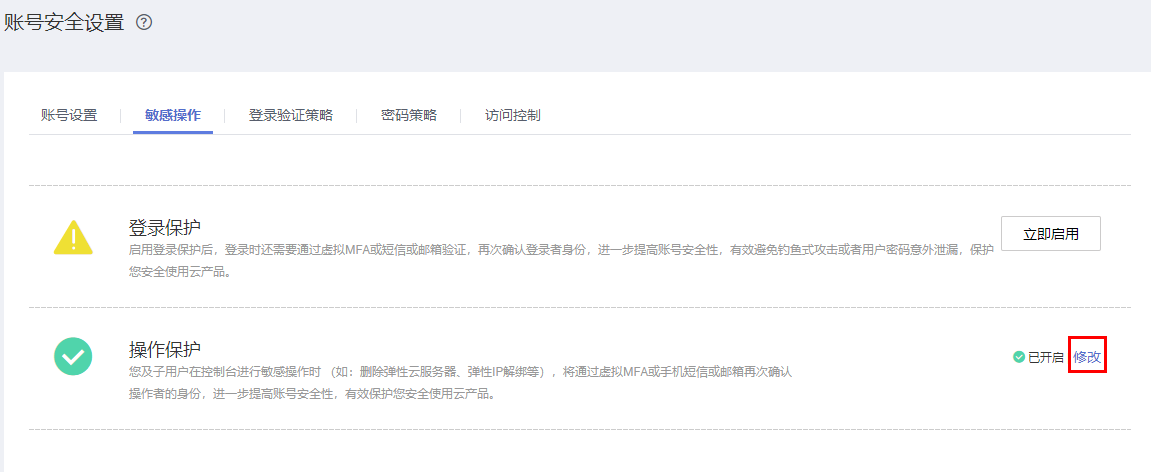 账号安全设置 ?
账号设置 敏感操作 登录验证策略 密码策略 访问控制
登录保护
启用登录保护后，登录时还需要通过虚拟MFA或短信或邮箱验证，再次确认登录者身份，进一步提高账号安全性，有效避免钓鱼式攻击或者用户密码意外泄漏，保护
您安全使用云产品。
立即启用
操作保护
您及子用户在控制台进行敏感操作时 （如：删除弹性云服务器、弹性IP解绑等），将通过虚拟MFA或手机短信或邮箱再次确认
操作者的身份，进一步提高账号安全性，有效保护您安全使用云产品。
已开启 修改